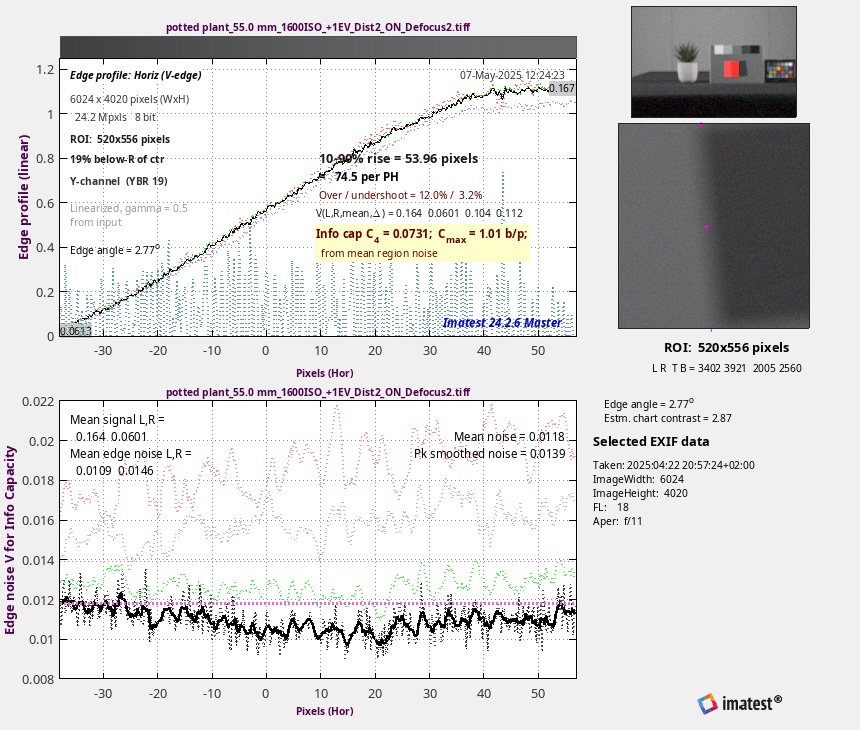 potted plant_55.0 mm_1600ISO_+1EV_Dist2_ON_Defocus2.tiff
Edge profile: Horiz (V-edge)
07-May-2025 12:24:23
6024 x 4020 pixels (WxH)
24.2 Mpxls 8 bit
ROI: 520x556 pixels
19% below-R of ctr
Y-channel (YBR 19)
Linearized, gamma = 0.5
from input
Edge angle = 2.77°
0.167
10-90% rise = 53.96 pixels
= 74.5 per PH
Over / undershoot = 12.0% / 3.2%
V(L,R,mean,Δ) = 0.164 0.0601 0.104 0.112
Info cap C4 = 0.0731; Cmax = 1.01 b/p;
from mean region noise
Imatest 24.2.6 Master
0.0613
Edge profile (linear)
1.2
1
0.8
0.6
0.4
0.2
0
-30 -20 -10 0 10 20 30 40 50
Pixels (Hor)
ROI: 520x556 pixels
L R T B = 3402 3921 2005 2560
potted plant_55.0 mm_1600ISO_+1EV_Dist2_ON_Defocus2.tiff
Mean signal L,R =
0.164 0.0601
Mean edge noise L,R =
0.0109 0.0146
Mean noise = 0.0118
Pk smoothed noise = 0.0139
Edge noise V for Info Capacity
0.022
0.02
0.018
0.016
0.014
0.012
0.01
0.008
-30 -20 -10 0 10 20 30 40 50
Pixels (Hor)
Edge angle = 2.77°
Estm. chart contrast = 2.87
Selected EXIF data
Taken: 2025:04:22 20:57:24+02:00
ImageWidth: 6024
ImageHeight: 4020
FL: 18
Aper: f/11
imatest®